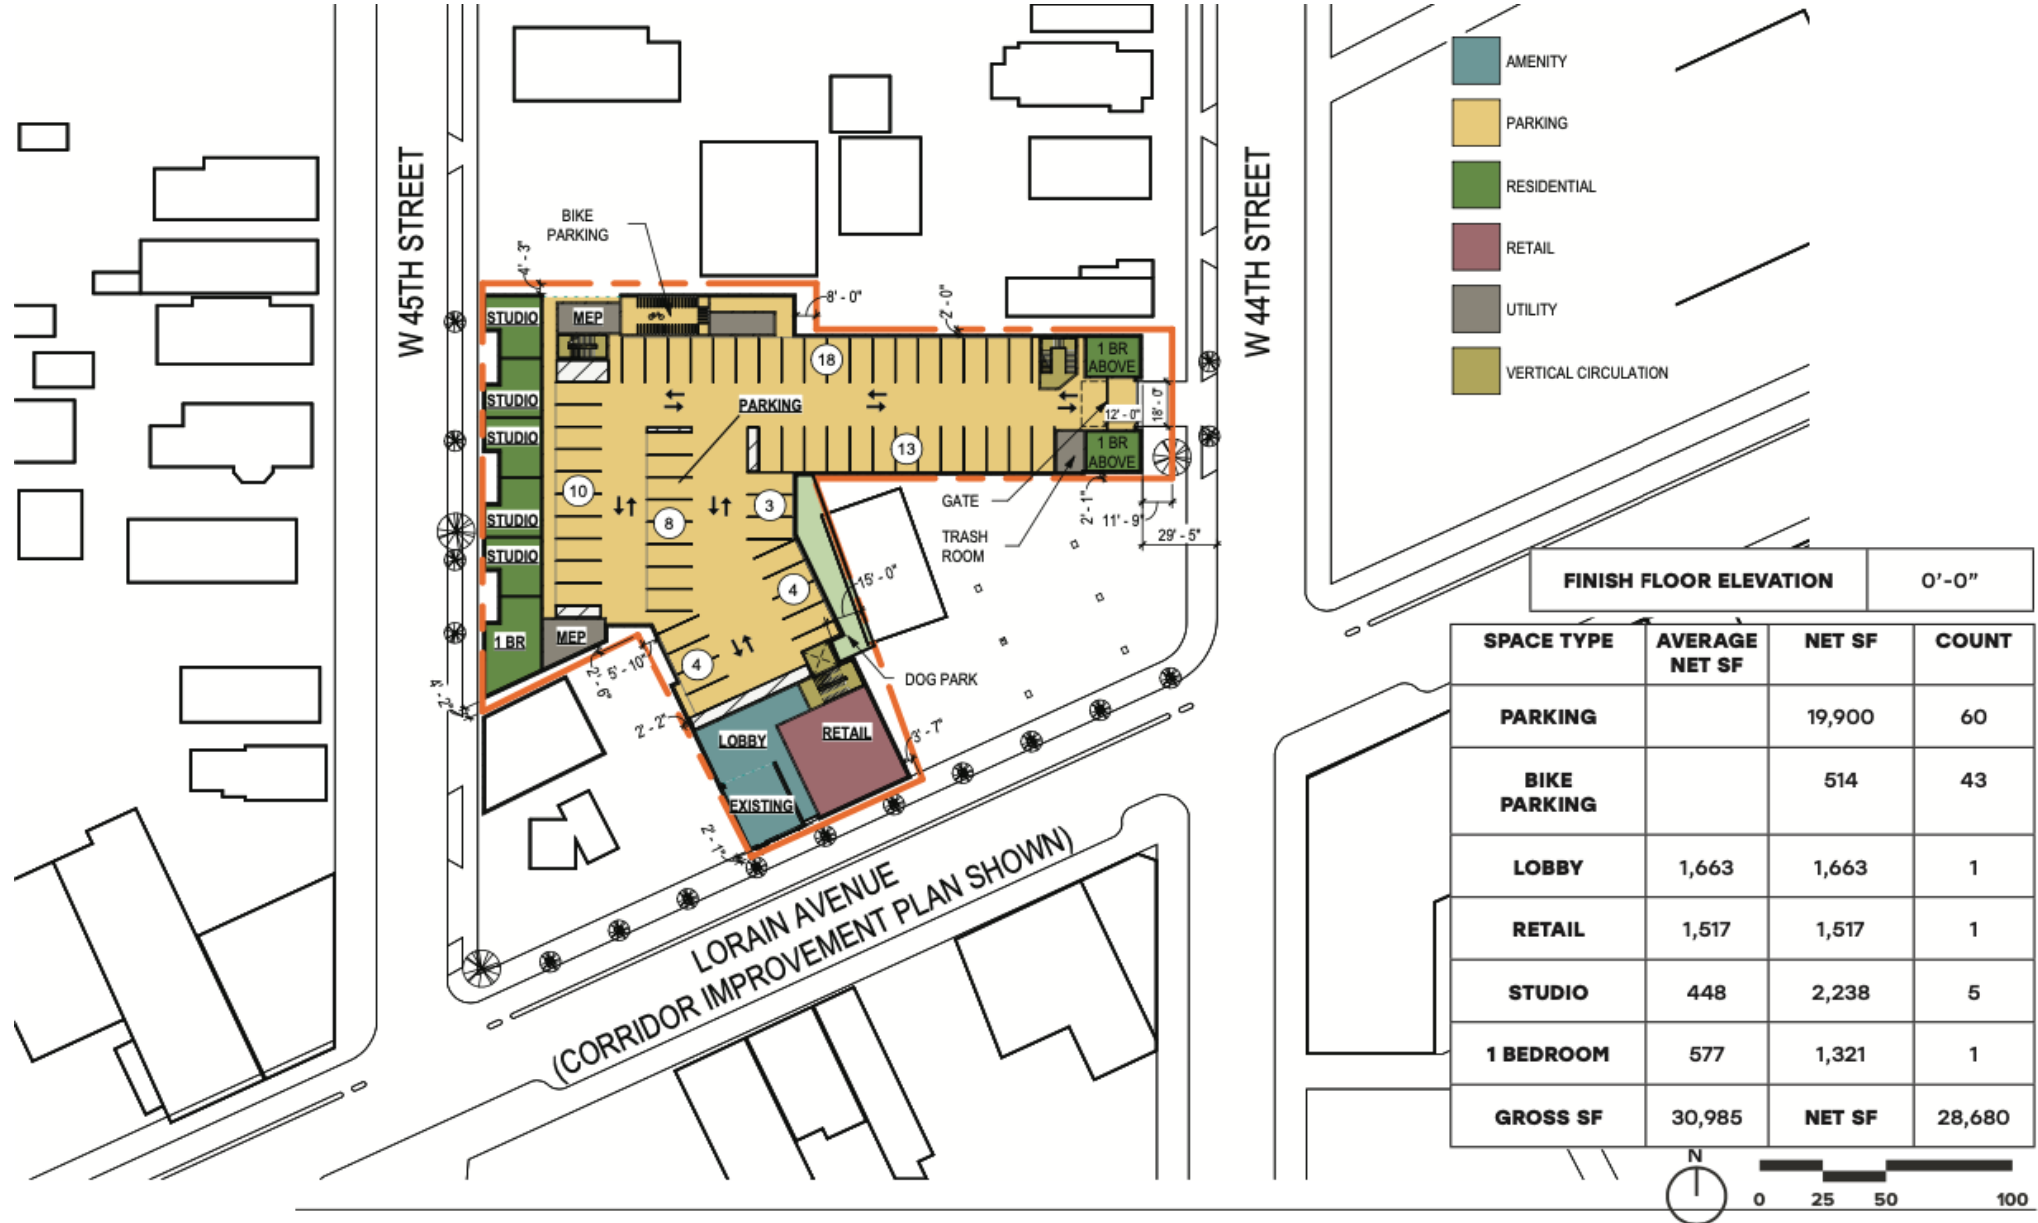 AMENITY
PARKING
RESIDENTIAL
RETAIL
UTILITY
VERTICAL CIRCULATION
W 45TH STREET
W 44TH STREET
BIKE
PARKING
4' - 3"
8' - 0"
2' - 0"
STUDIO
MEP
18
1 BR
ABOVE
STUDIO
PARKING
12' - 0"
18' - 0"
STUDIO
13
1 BR
ABOVE
10
3
GATE
2' - 1"
11' - 9"
STUDIO
8
29' - 5"
TRASH
ROOM
STUDIO
4
15' - 0"
1 BR
MEP
5' - 10"
2' - 6"
4
DOG PARK
4' - 2"
2' - 2"
LOBBY
RETAIL
3' - 7"
EXISTING
2' - 1"
LORAIN AVENUE
(CORRIDOR IMPROVEMENT PLAN SHOWN)
FINISH FLOOR ELEVATION 0'-0"
SPACE TYPE AVERAGE NET SF NET SF COUNT
PARKING 19,900 60
BIKE PARKING 514 43
LOBBY 1,663 1,663 1
RETAIL 1,517 1,517 1
STUDIO 448 2,238 5
1 BEDROOM 577 1,321 1
GROSS SF 30,985 NET SF 28,680
N
0 25 50 100